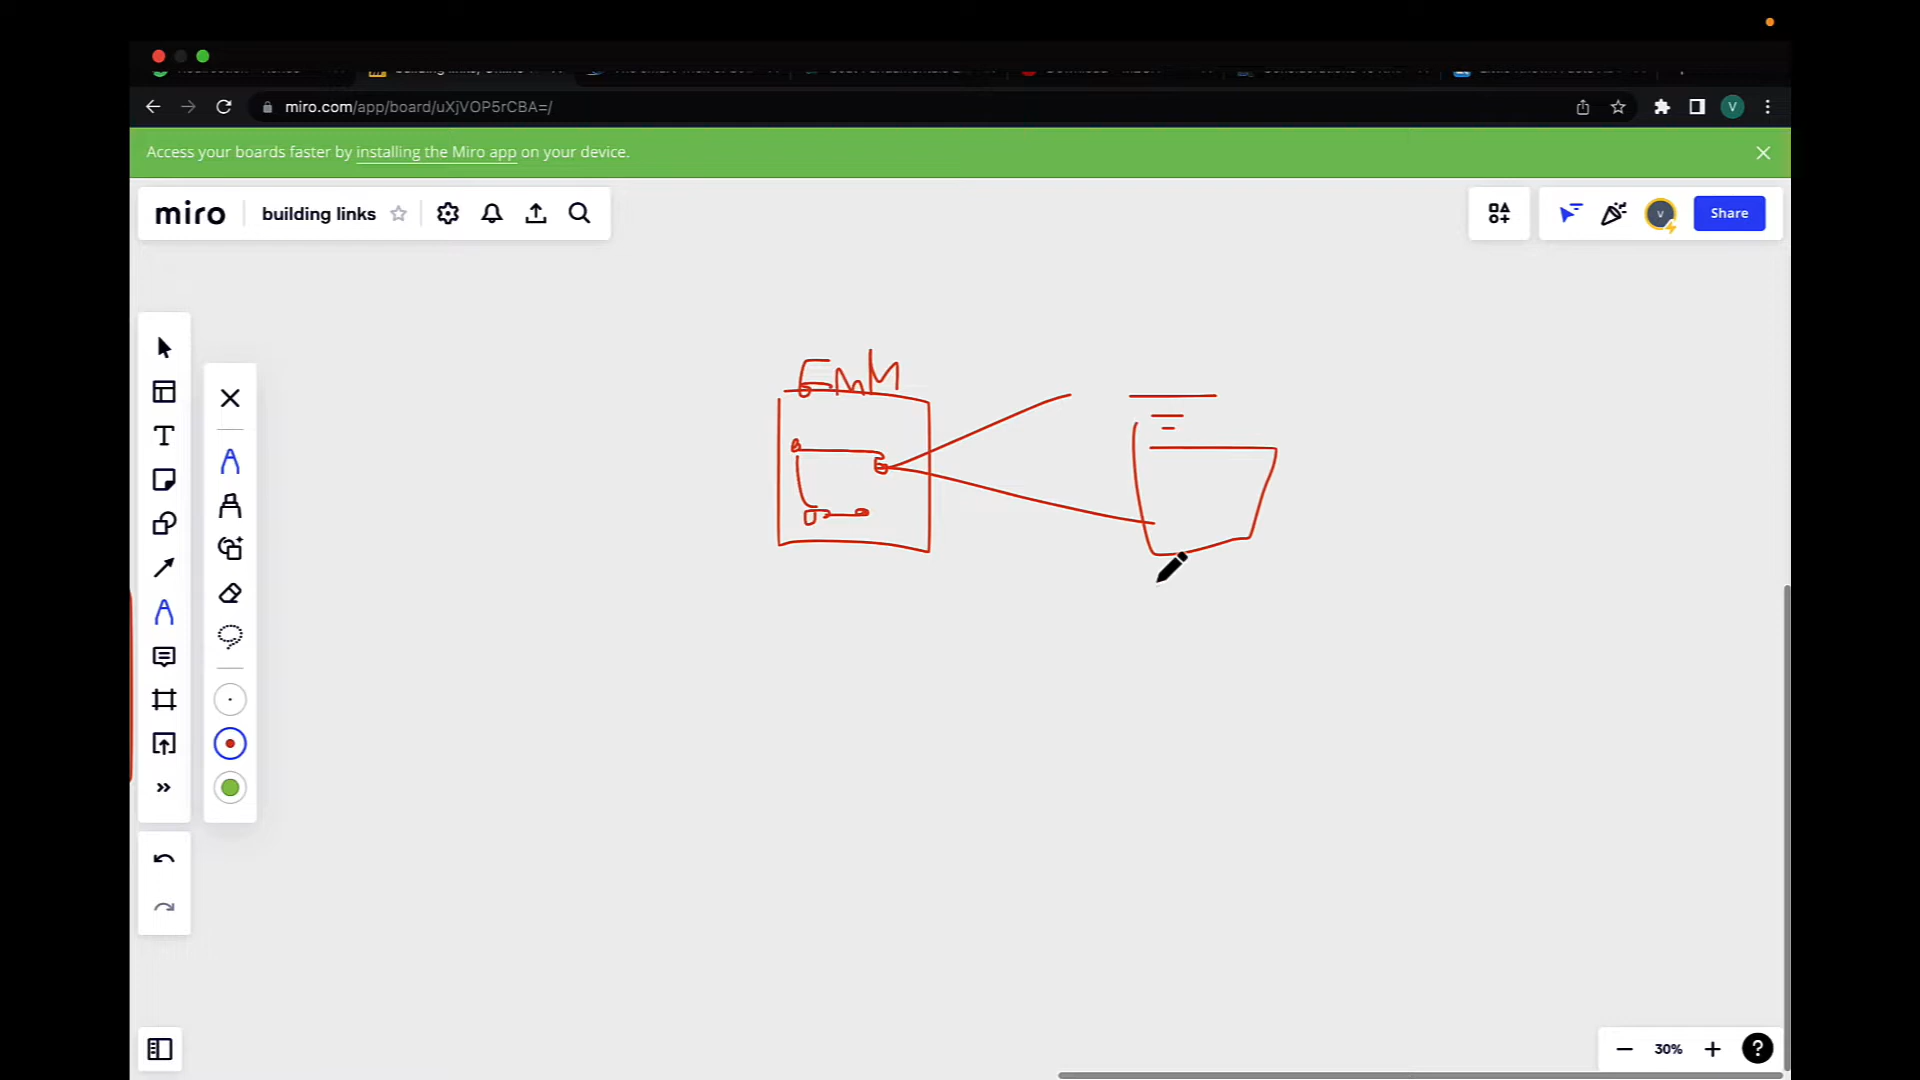 miro.com/app/board/uXjVOP5rCBA=/
V
Access your boards faster by installing the Miro app on your device.
miro
building links
V
Share
EMM
T
30%
?